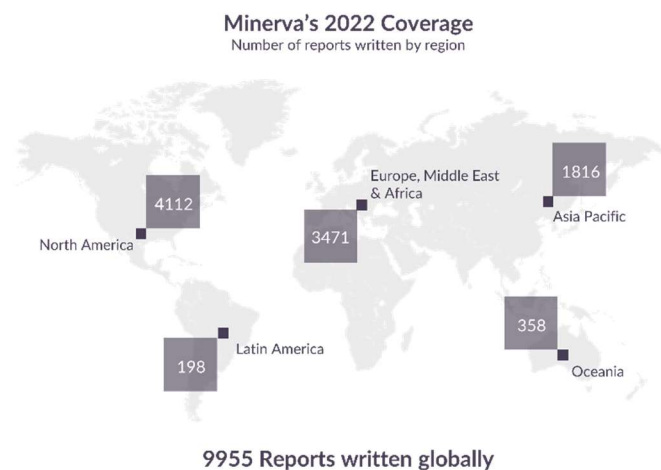 Minerva’s 2022 Coverage
Number of reports written by region
4112
North America
Europe, Middle East
& Africa
3471
1816
Asia Pacific
198
Latin America
358
Oceania
9955 Reports written globally